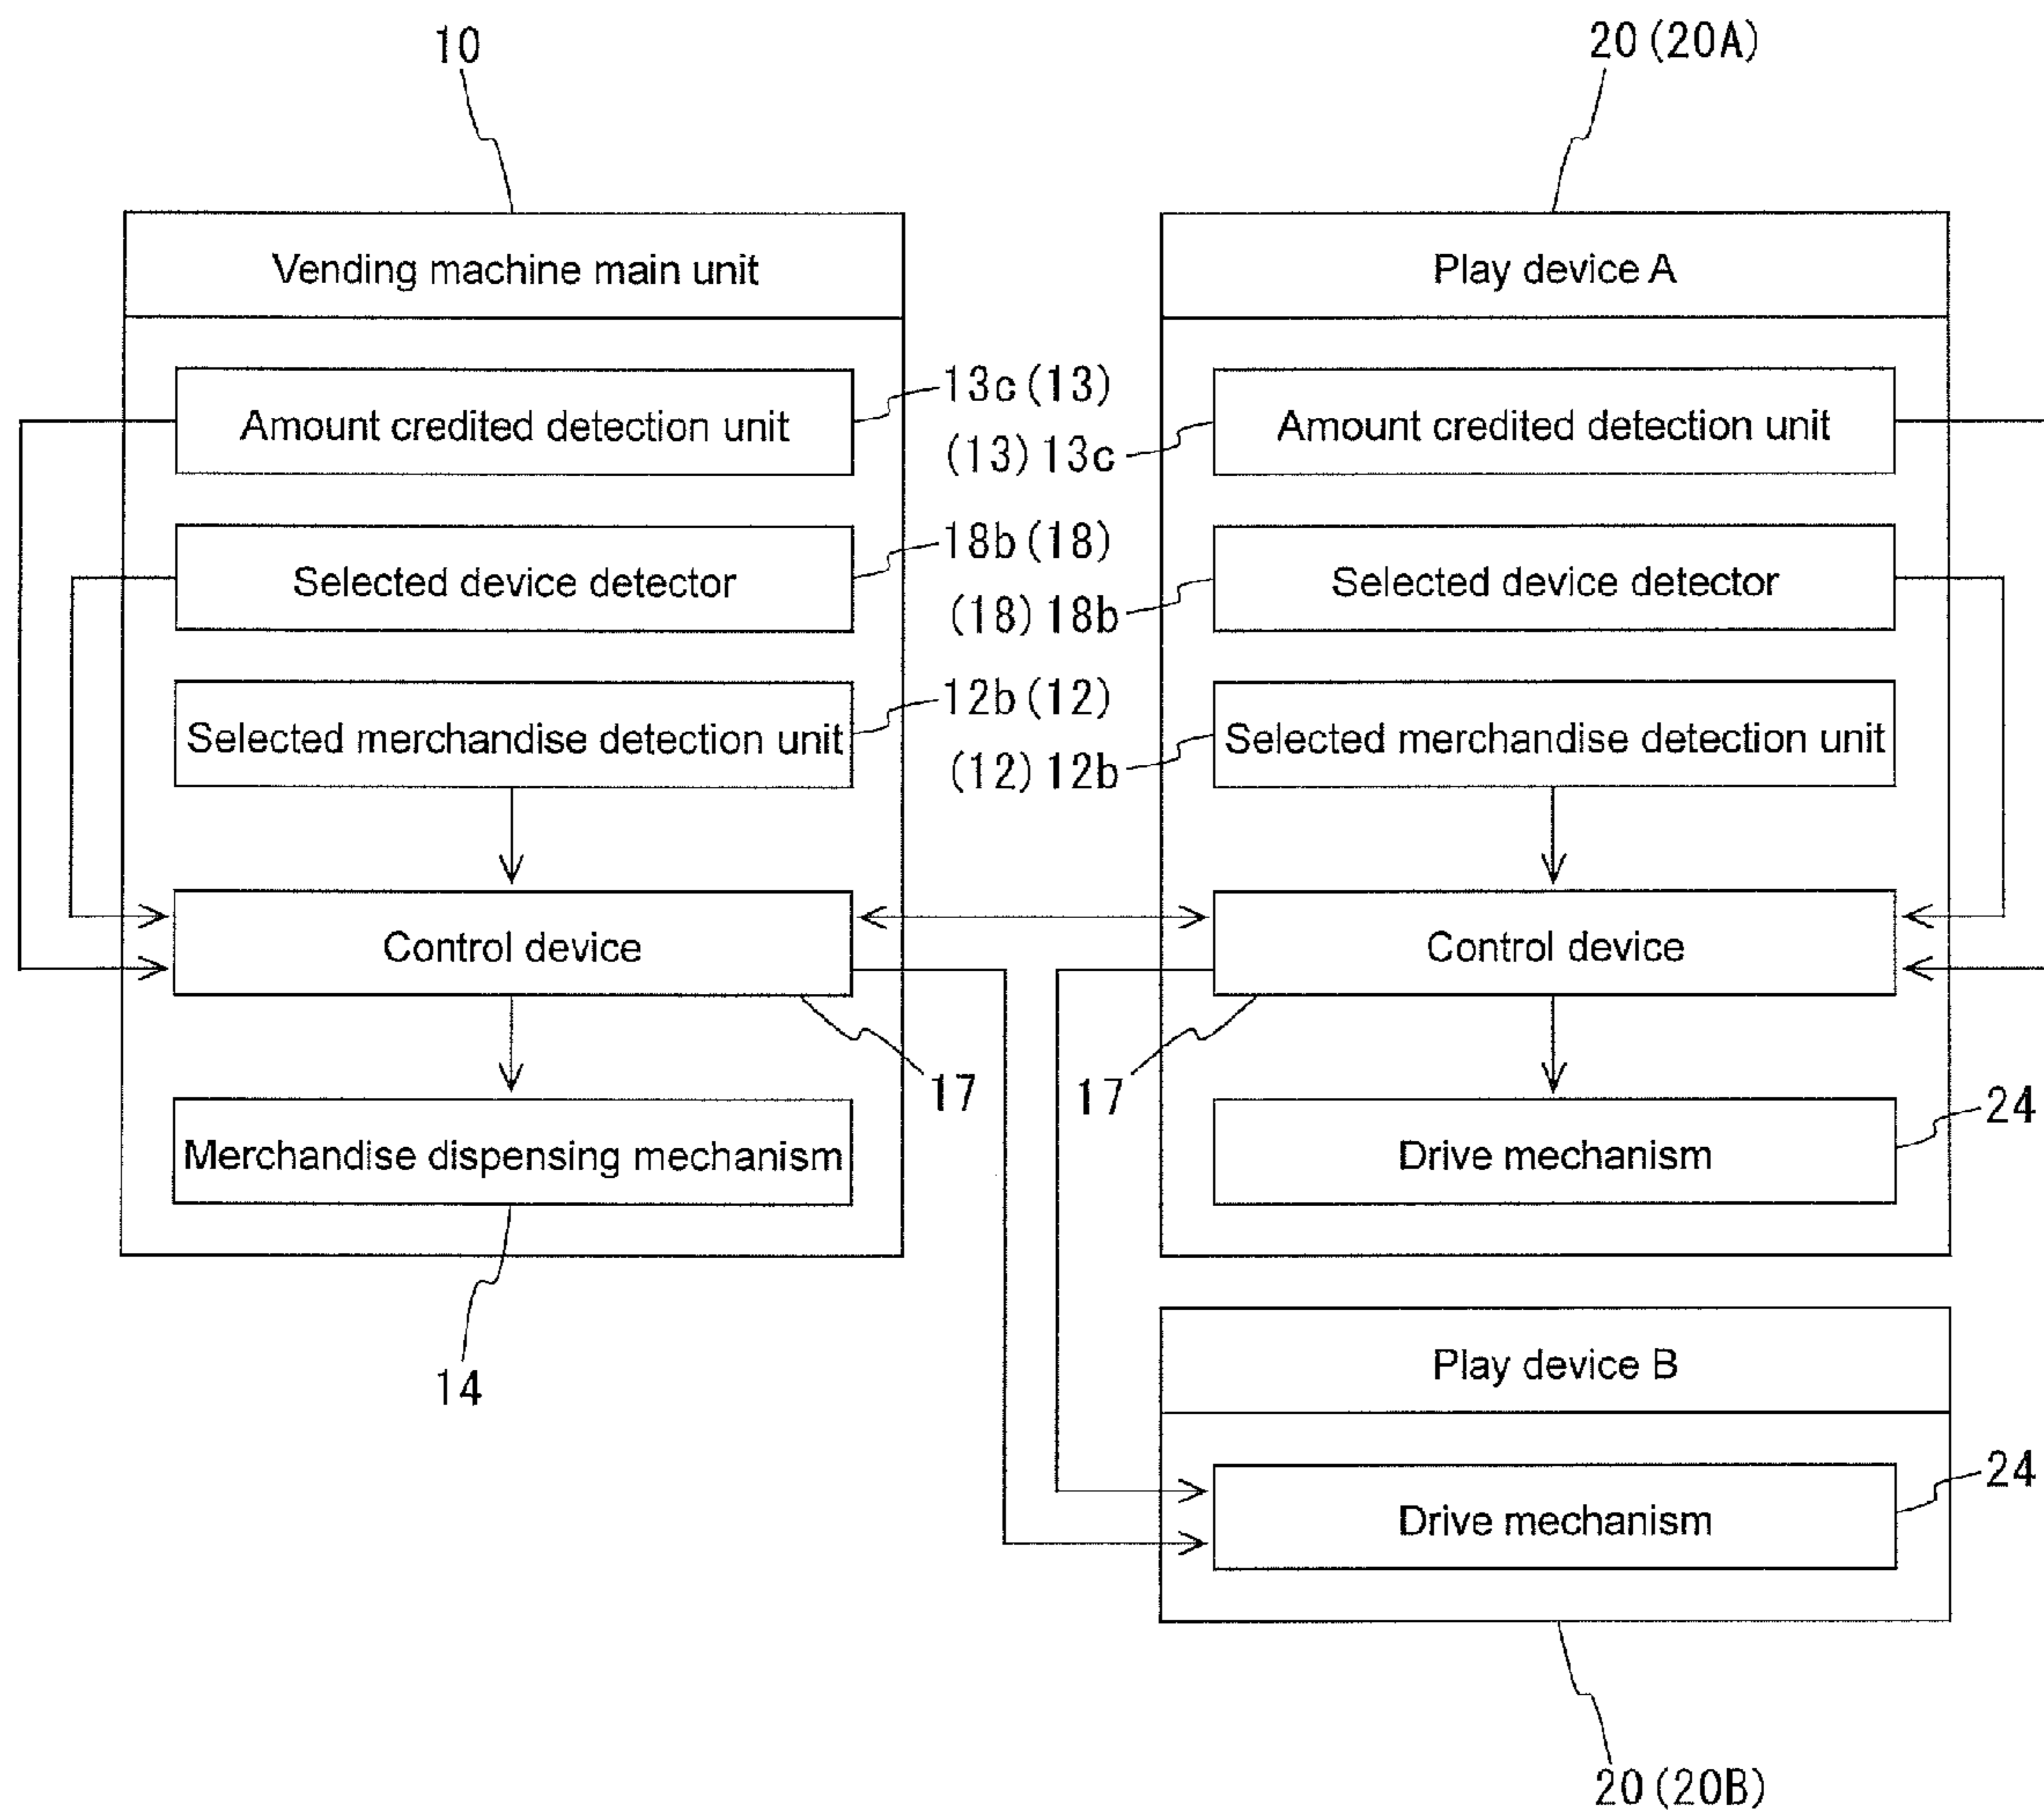 10
20(20A)
Vending machine main unit
Play device A
Amount credited detection unit
13c(13)
(13)13c
Amount credited detection unit
Selected device detector
18b(18)
(18)18b
Selected device detector
Selected merchandise detection unit
12b(12)
(12)12b
Selected merchandise detection unit
Control device
Control device
17
17
Merchandise dispensing mechanism
Drive mechanism
24
14
Play device B
Drive mechanism
24
20(20B)